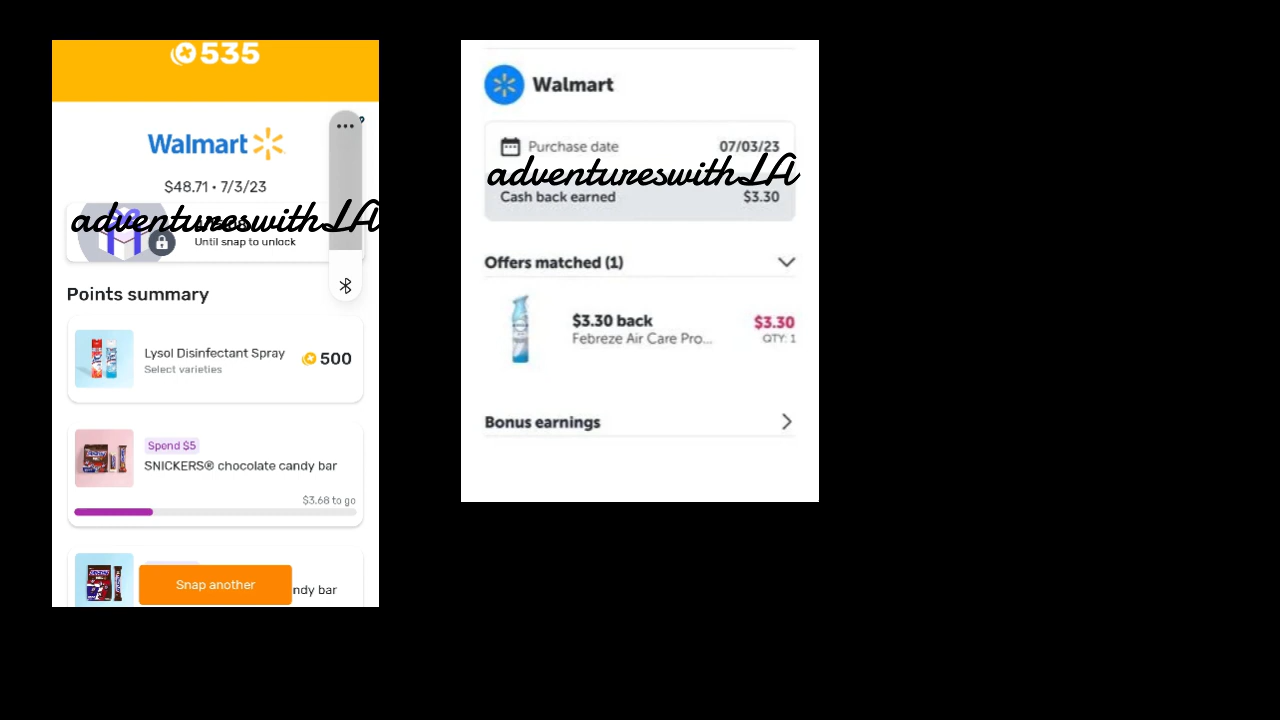 535
Walmart
$48.71 • 7/3/23
adventureswithLA
Until snap to unlock
Points summary
Lysol Disinfectant Spray
Select varieties
500
Spend $5
SNICKERS® chocolate candy bar
$3.68 to go
ndy bar
Snap another
Walmart
Purchase date 07/03/23
adventureswithLA
Cash back earned $3.30
Offers matched (1)
$3.30 back $3.30
Febreze Air Care Pro... QTY: 1
Bonus earnings